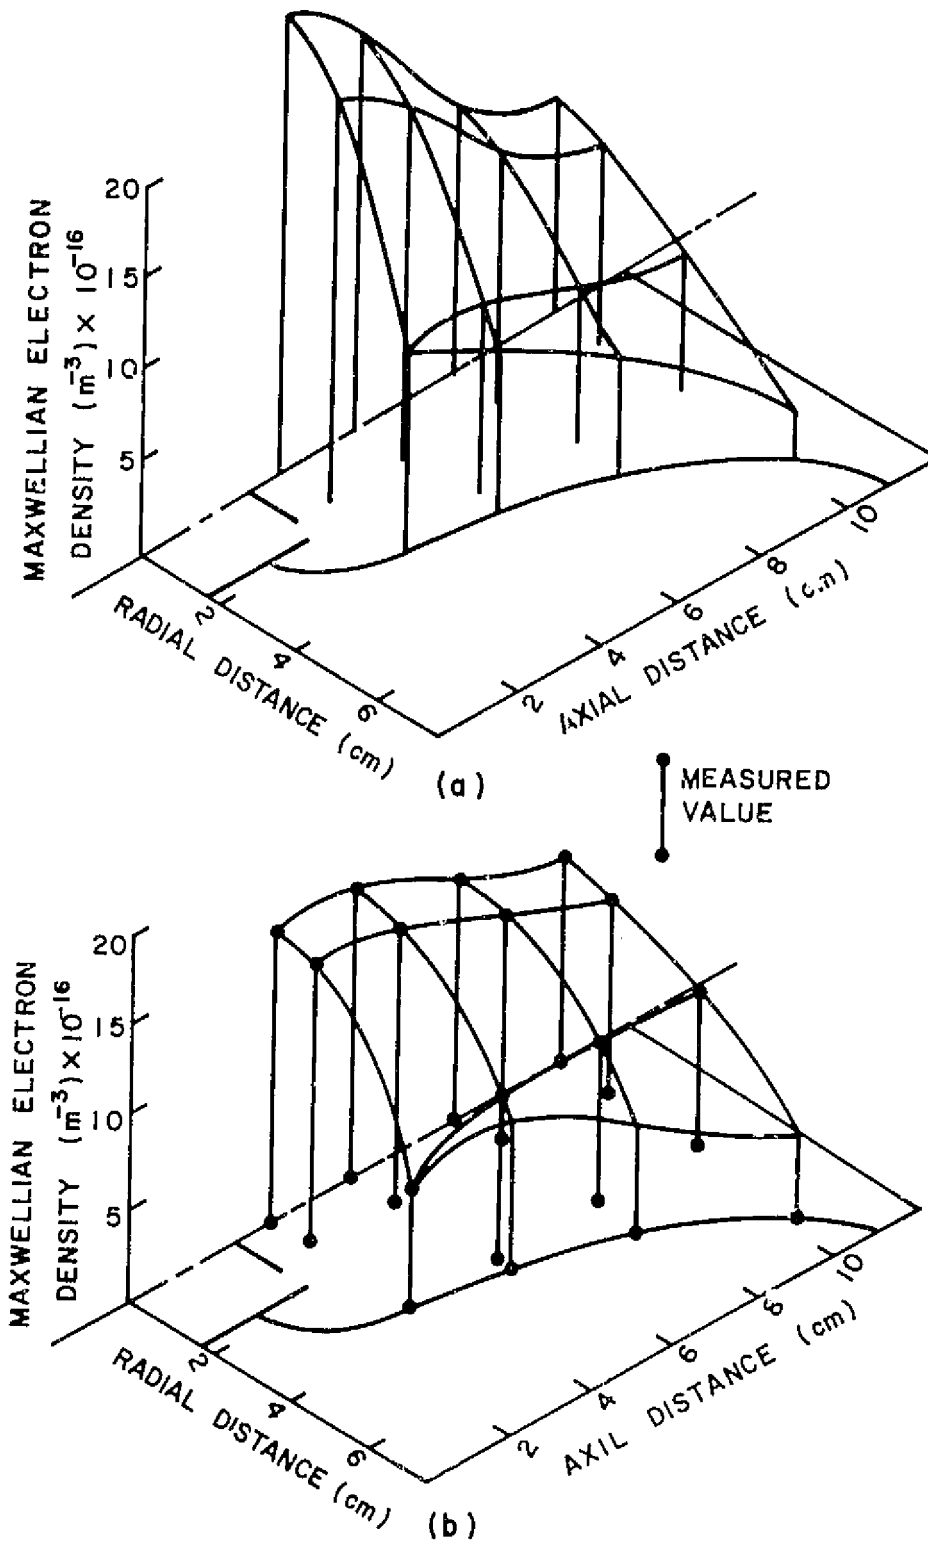 MAXWELLIAN ELECTRON
DENSITY (m⁻³) × 10⁻¹⁶
20
15
10
5
RADIAL DISTANCE (cm)
2
4
6
AXIAL DISTANCE (c.n)
2
4
6
8
10
(a)
MEASURED
VALUE
MAXWELLIAN ELECTRON
DENSITY (m⁻³) × 10⁻¹⁶
20
15
10
5
RADIAL DISTANCE (cm)
2
4
6
AXIL DISTANCE (cm)
2
4
6
8
10
(b)